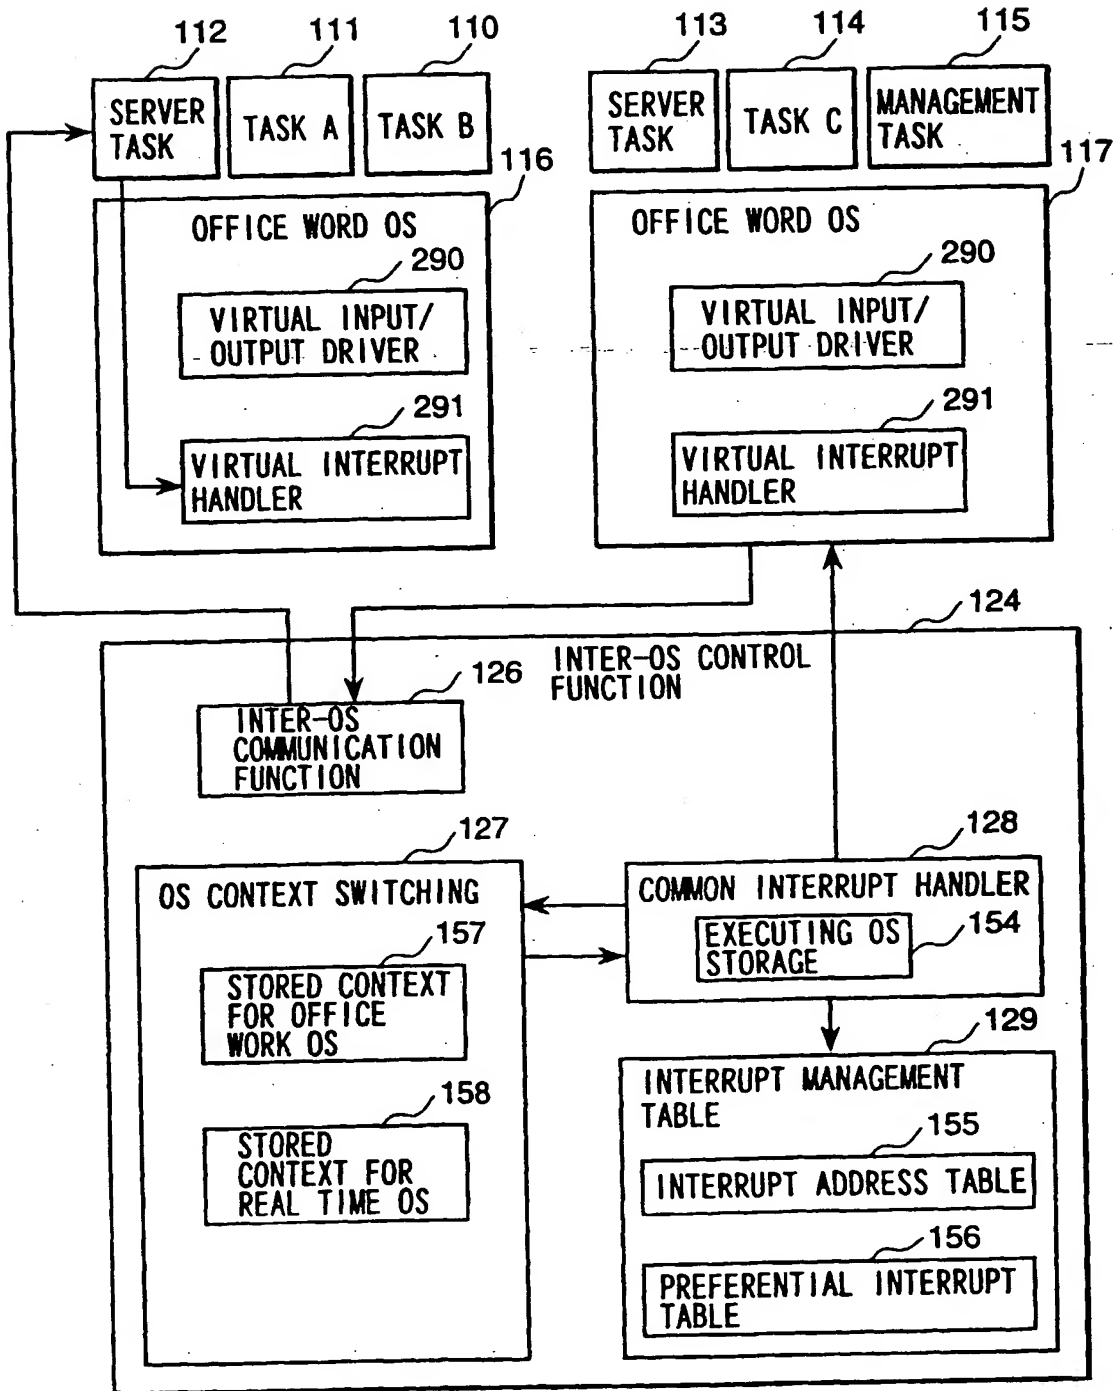 112
111
110
113
114
115
SERVER
TASK
TASK A
TASK B
SERVER
TASK
TASK C
MANAGEMENT
TASK
116
117
OFFICE WORD OS
290
VIRTUAL INPUT/
OUTPUT DRIVER
291
VIRTUAL INTERRUPT
HANDLER
OFFICE WORD OS
290
VIRTUAL INPUT/
OUTPUT DRIVER
291
VIRTUAL INTERRUPT
HANDLER
124
INTER-OS CONTROL
FUNCTION
126
INTER-OS
COMMUNICATION
FUNCTION
127
OS CONTEXT SWITCHING
157
STORED CONTEXT
FOR OFFICE
WORK OS
158
STORED
CONTEXT FOR
REAL TIME OS
128
COMMON INTERRUPT HANDLER
EXECUTING OS
STORAGE
154
129
INTERRUPT MANAGEMENT
TABLE
155
INTERRUPT ADDRESS TABLE
156
PREFERENTIAL INTERRUPT
TABLE